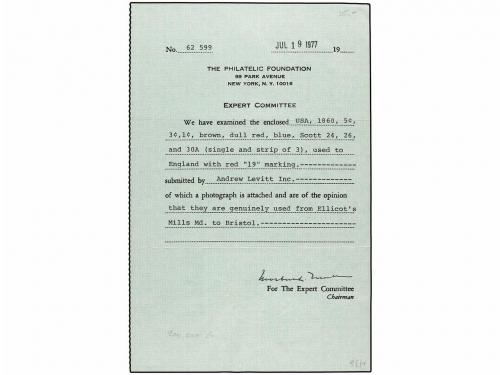 No. 62 599 JUL 19 1977 19
THE PHILATELIC FOUNDATION
99 PARK AVENUE
NEW YORK, N.Y. 10016
EXPERT COMMITTEE
We have examined the enclosed USA, 1860, 5¢,
3¢,1¢, brown, dull red, blue. Scott 24, 26,
and 30A (single and strip of 3), used to
England with red "19" marking.-------------
submitted by Andrew Levitt Inc.-------------
of which a photograph is attached and are of the opinion
that they are genuinely used from Ellicot's
Mills Md. to Bristol.----------------------
For The Expert Committee
Chairman